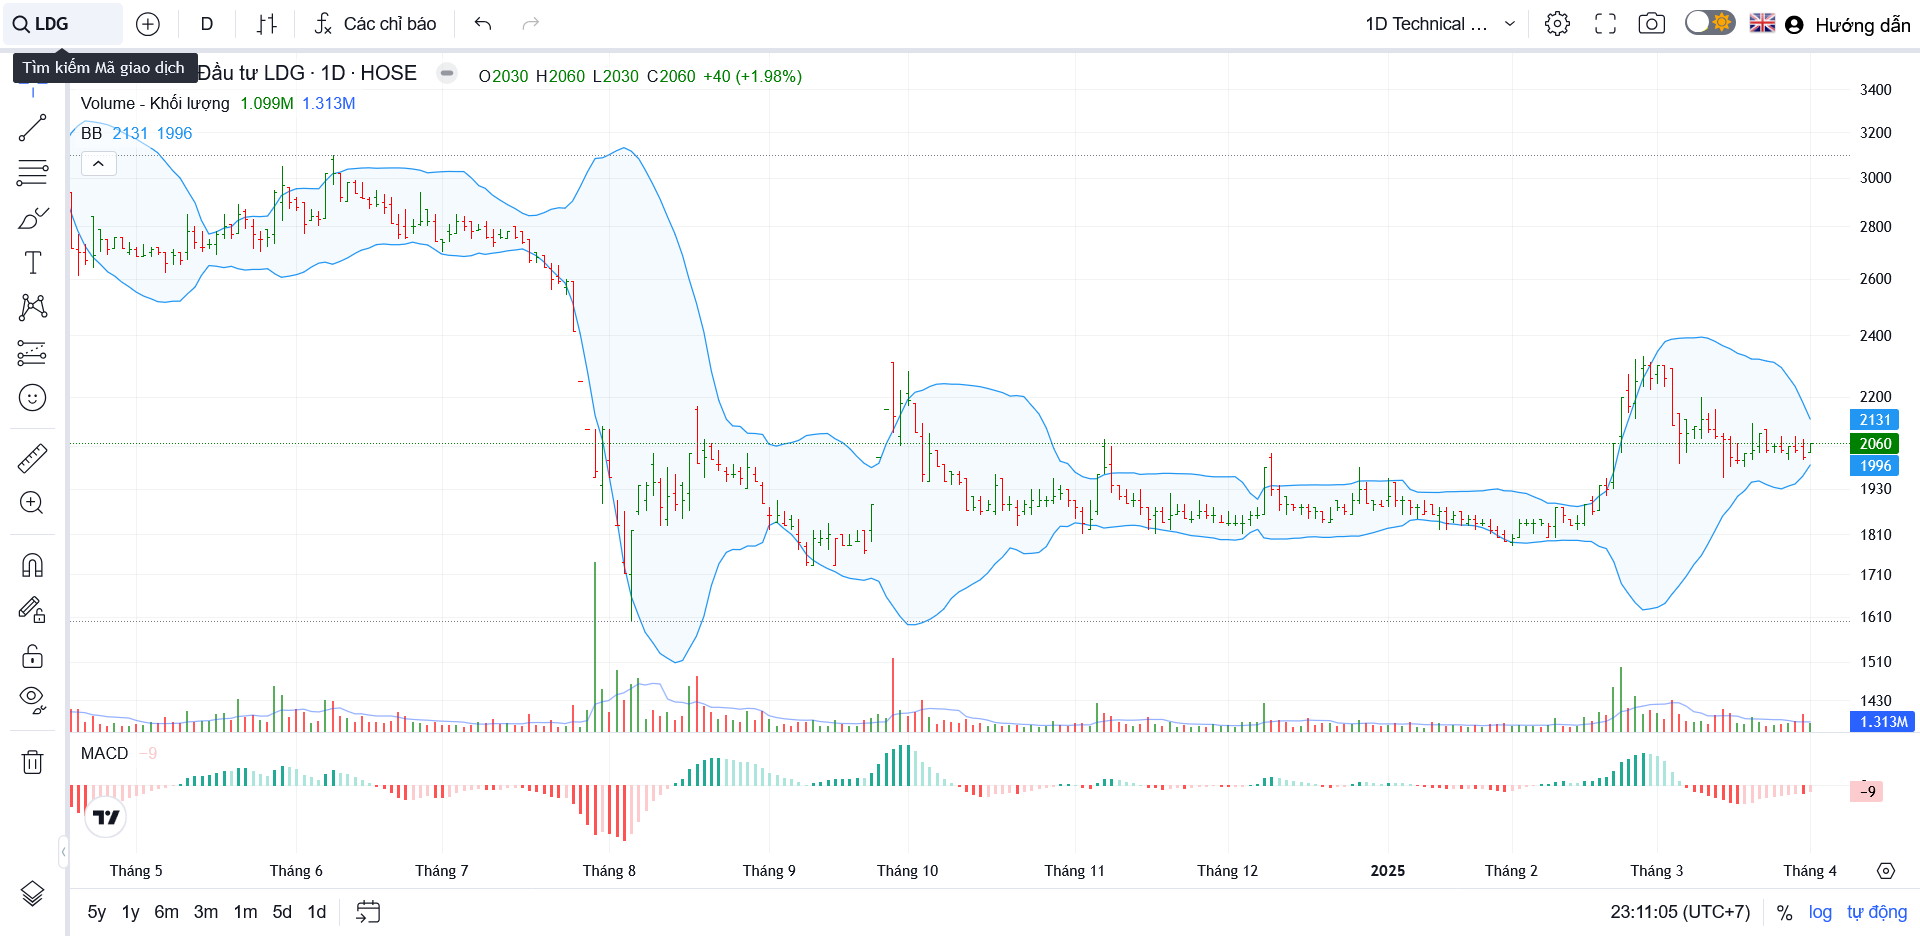 LDG
D
Các chỉ báo
1D Technical ...
Hướng dẫn
Tìm kiếm Mã giao dịch
Đầu tư LDG · 1D · HOSE
O2030 H2060 L2030 C2060 +40 (+1.98%)
Volume - Khối lượng 1.099M 1.313M
BB 2131 1996
3400
3200
3000
2800
2600
2400
2200
2131
2060
1996
1930
1810
1710
1610
1510
1430
1.313M
MACD −9
−9
Tháng 5 Tháng 6 Tháng 7 Tháng 8 Tháng 9 Tháng 10 Tháng 11 Tháng 12 2025 Tháng 2 Tháng 3 Tháng 4
5y 1y 6m 3m 1m 5d 1d
23:11:05 (UTC+7) % log tự động